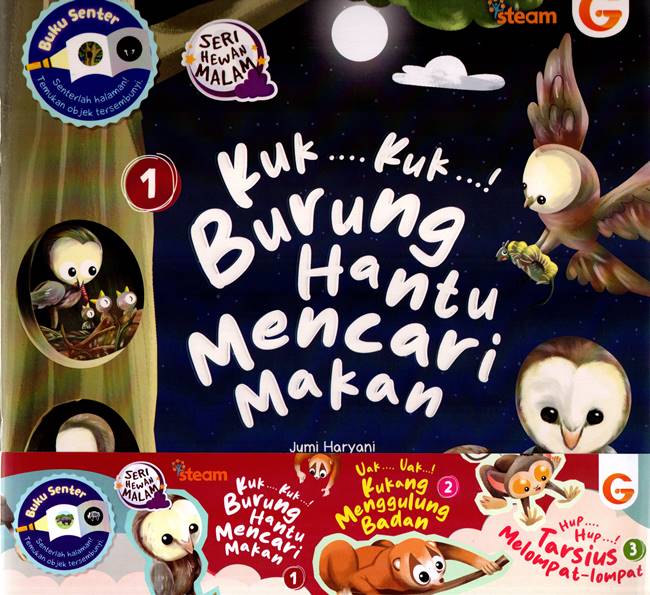 Buku Senter
Senterlah halaman!
Temukan objek tersembunyi.
SERI
HEWAN
MALAM
steam
G
1
Kuk .... Kuk ...!
Burung
Hantu
Mencari
Makan
Jumi Haryani
Buku Senter
Senterlah halaman!
Temukan objek tersembunyi.
SERI
HEWAN
MALAM
steam
Kuk .... Kuk ...!
Burung
Hantu
Mencari
Makan
1
Uak .... Uak...!
Kukang
Menggulung
Badan
2
Hup ....
Hup...!
Tarsius
Melompat-lompat
3
G